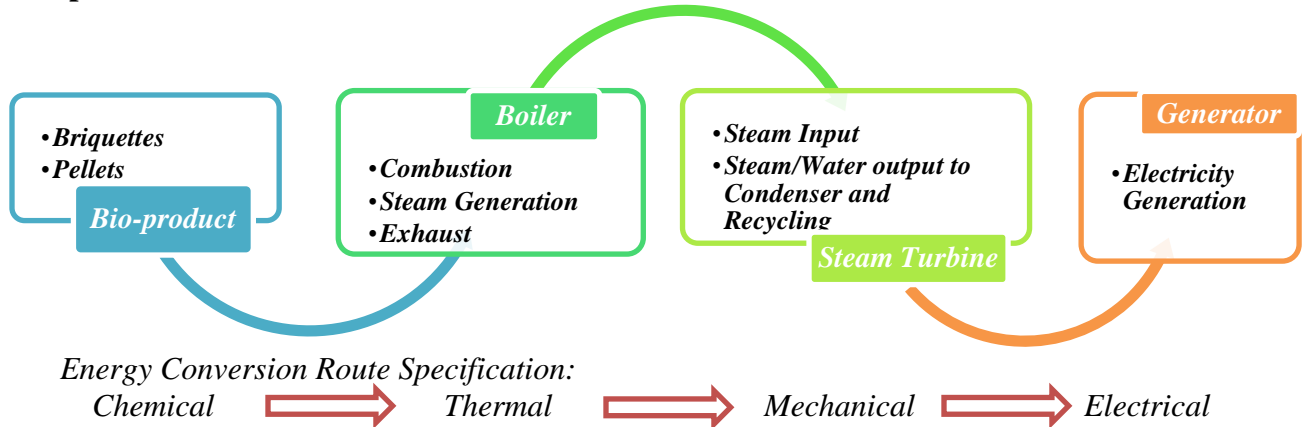 • Briquettes
• Pellets
Bio-product
Boiler
• Combustion
• Steam Generation
• Exhaust
• Steam Input
• Steam/Water output to
Condenser and
Recycling
Steam Turbine
Generator
• Electricity
Generation
Energy Conversion Route Specification:
Chemical Thermal Mechanical Electrical